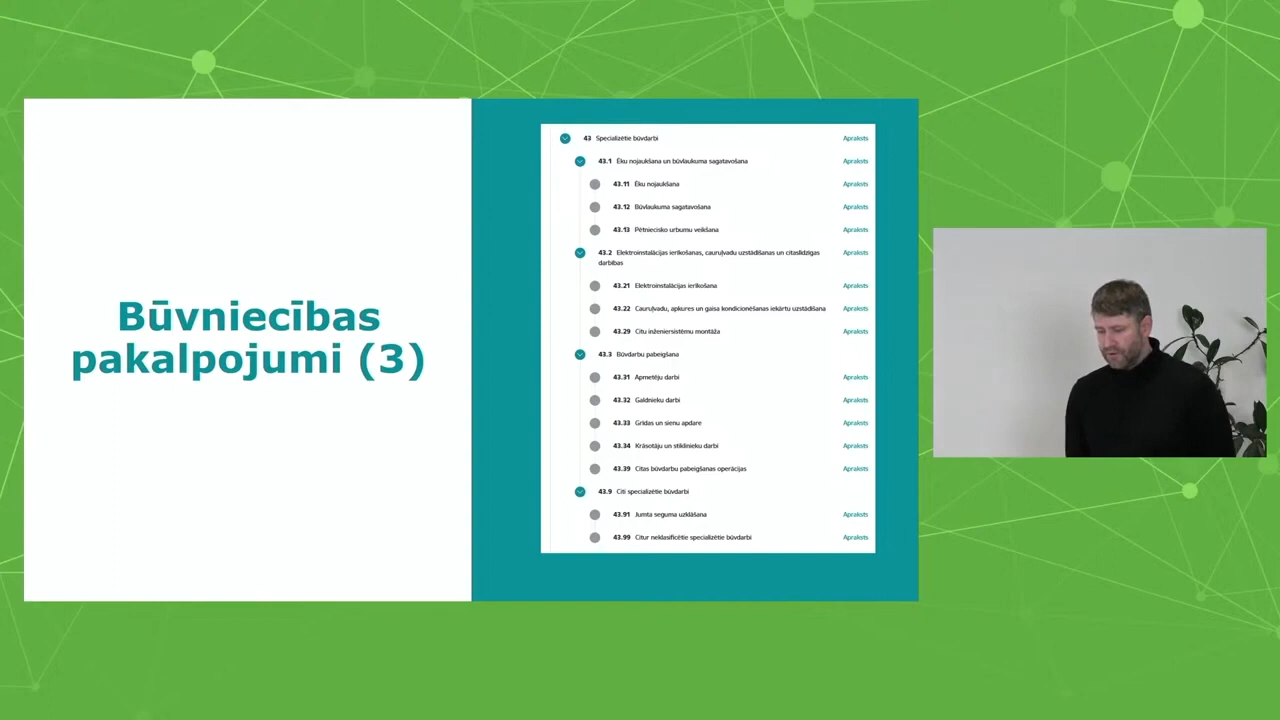 Būvniecības
pakalpojumi (3)
43 Specializētie būvdarbi Apraksts
43.1 Ēku nojaukšana un būvlaukuma sagatavošana Apraksts
43.11 Ēku nojaukšana Apraksts
43.12 Būvlaukuma sagatavošana Apraksts
43.13 Pētniecisko urbumu veikšana Apraksts
43.2 Elektroinstalācijas ierīkošanas, cauruļvadu uzstādīšanas un citas līdzīgas Apraksts
darbības
43.21 Elektroinstalācijas ierīkošana Apraksts
43.22 Cauruļvadu, apkures un gaisa kondicionēšanas iekārtu uzstādīšana Apraksts
43.29 Citu inženiersistēmu montāža Apraksts
43.3 Būvdarbu pabeigšana Apraksts
43.31 Apmetēju darbi Apraksts
43.32 Galdnieku darbi Apraksts
43.33 Grīdas un sienu apdare Apraksts
43.34 Krāsotāju un stiklinieku darbi Apraksts
43.39 Citas būvdarbu pabeigšanas operācijas Apraksts
43.9 Citi specializētie būvdarbi Apraksts
43.91 Jumta seguma uzklāšana Apraksts
43.99 Citur neklasificētie specializētie būvdarbi Apraksts